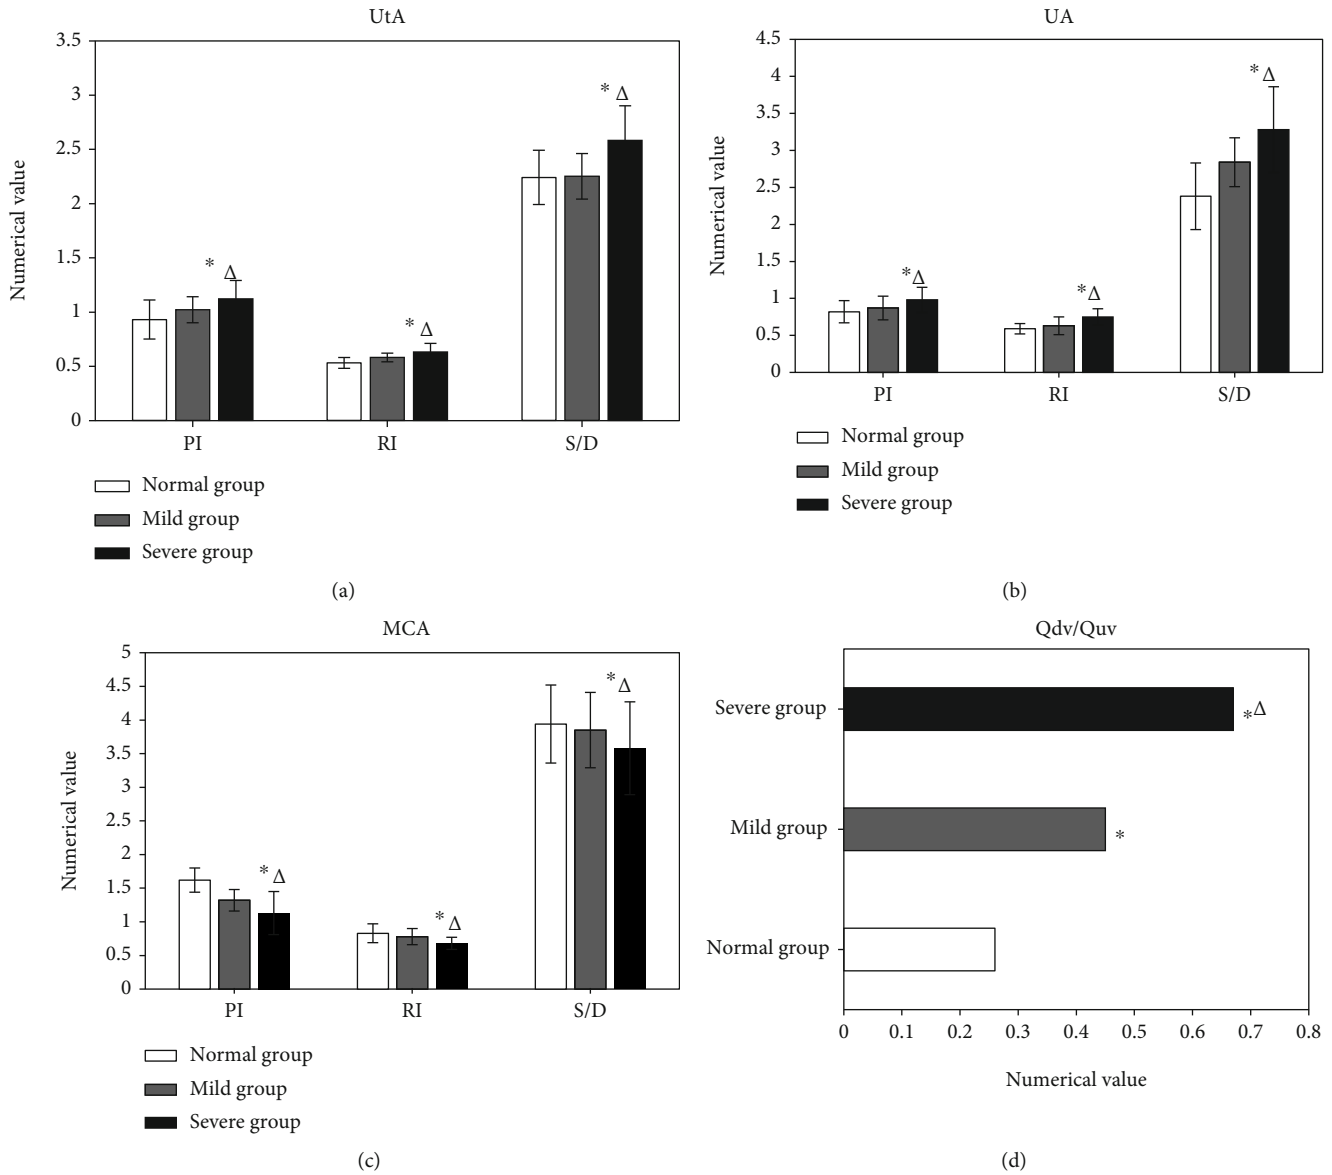 UtA
Numerical value
3.5
3
2.5
2
1.5
1
0.5
0
* Δ
* Δ
* Δ
PI RI S/D
Normal group
Mild group
Severe group
(a)
UA
Numerical value
4.5
4
3.5
3
2.5
2
1.5
1
0.5
0
* Δ
* Δ
* Δ
PI RI S/D
Normal group
Mild group
Severe group
(b)
MCA
Numerical value
5
4.5
4
3.5
3
2.5
2
1.5
1
0.5
0
* Δ
* Δ
* Δ
PI RI S/D
Normal group
Mild group
Severe group
(c)
Qdv/Quv
Severe group
* Δ
Mild group
*
Normal group
0 0.1 0.2 0.3 0.4 0.5 0.6 0.7 0.8
Numerical value
(d)